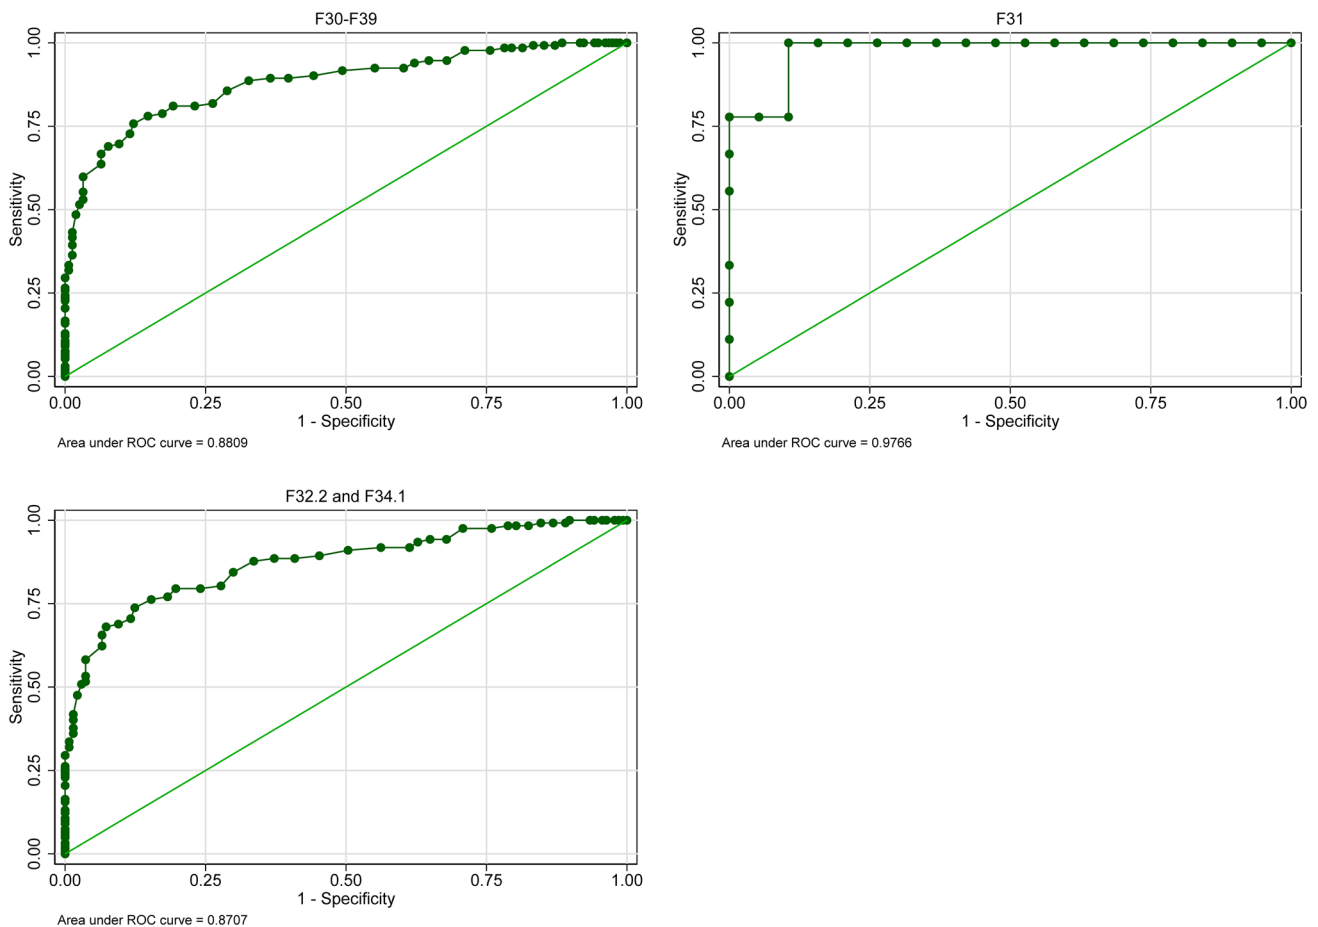 F30-F39
Sensitivity
1.00
0.75
0.50
0.25
0.00
0.00 0.25 0.50 0.75 1.00
1 - Specificity
Area under ROC curve = 0.8809
F31
Sensitivity
1.00
0.75
0.50
0.25
0.00
0.00 0.25 0.50 0.75 1.00
1 - Specificity
Area under ROC curve = 0.9766
F32.2 and F34.1
Sensitivity
1.00
0.75
0.50
0.25
0.00
0.00 0.25 0.50 0.75 1.00
1 - Specificity
Area under ROC curve = 0.8707